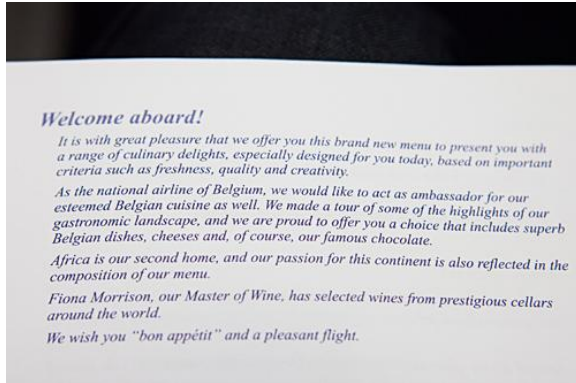 Welcome aboard!
It is with great pleasure that we offer you this brand new menu to present you with
a range of culinary delights, especially designed for you today, based on important
criteria such as freshness, quality and creativity.
As the national airline of Belgium, we would like to act as ambassador for our
esteemed Belgian cuisine as well. We made a tour of some of the highlights of our
gastronomic landscape, and we are proud to offer you a choice that includes superb
Belgian dishes, cheeses and, of course, our famous chocolate.
Africa is our second home, and our passion for this continent is also reflected in the
composition of our menu.
Fiona Morrison, our Master of Wine, has selected wines from prestigious cellars
around the world.
We wish you “bon appétit” and a pleasant flight.